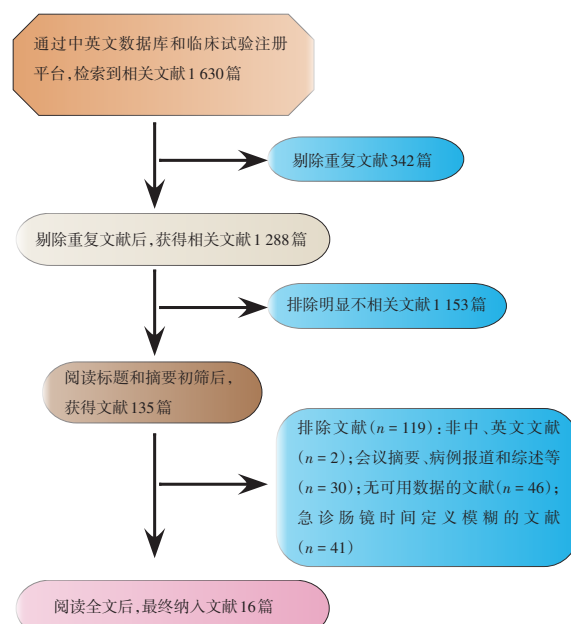 通过中英文数据库和临床试验注册
平台,检索到相关文献1 630篇
剔除重复文献342篇
剔除重复文献后,获得相关文献1 288篇
排除明显不相关文献1 153篇
阅读标题和摘要初筛后,
获得文献135篇
排除文献(n = 119):非中、英文文献
(n = 2);会议摘要、病例报道和综述等
(n = 30);无可用数据的文献(n = 46);
急诊肠镜时间定义模糊的文献
(n = 41)
阅读全文后,最终纳入文献16篇